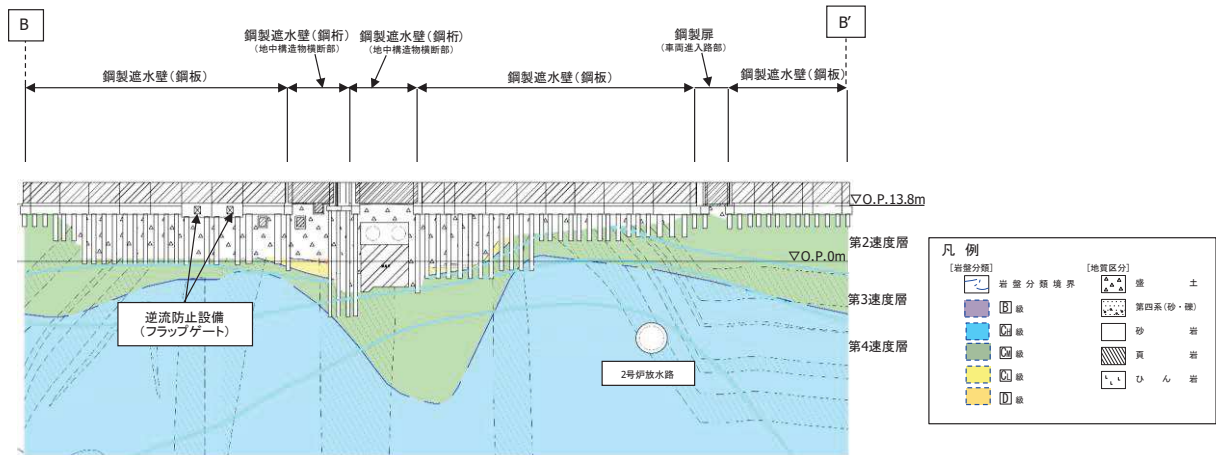 B
B’
鋼製遮水壁(鋼板)
鋼製遮水壁(鋼桁)
(地中構造物横断部)
鋼製遮水壁(鋼桁)
(地中構造物横断部)
鋼製遮水壁(鋼板)
鋼製扉
(車両進入路部)
鋼製遮水壁(鋼板)
▽O.P.13.8m
第2速度層
▽O.P.0m
第3速度層
第4速度層
逆流防止設備
(フラップゲート)
2号炉放水路
凡 例
[岩盤分類]
岩盤分類境界
B 級
CH 級
CM 級
CL 級
D 級
[地質区分]
盛 土
第四系(砂・礫)
砂 岩
頁 岩
ひん 岩